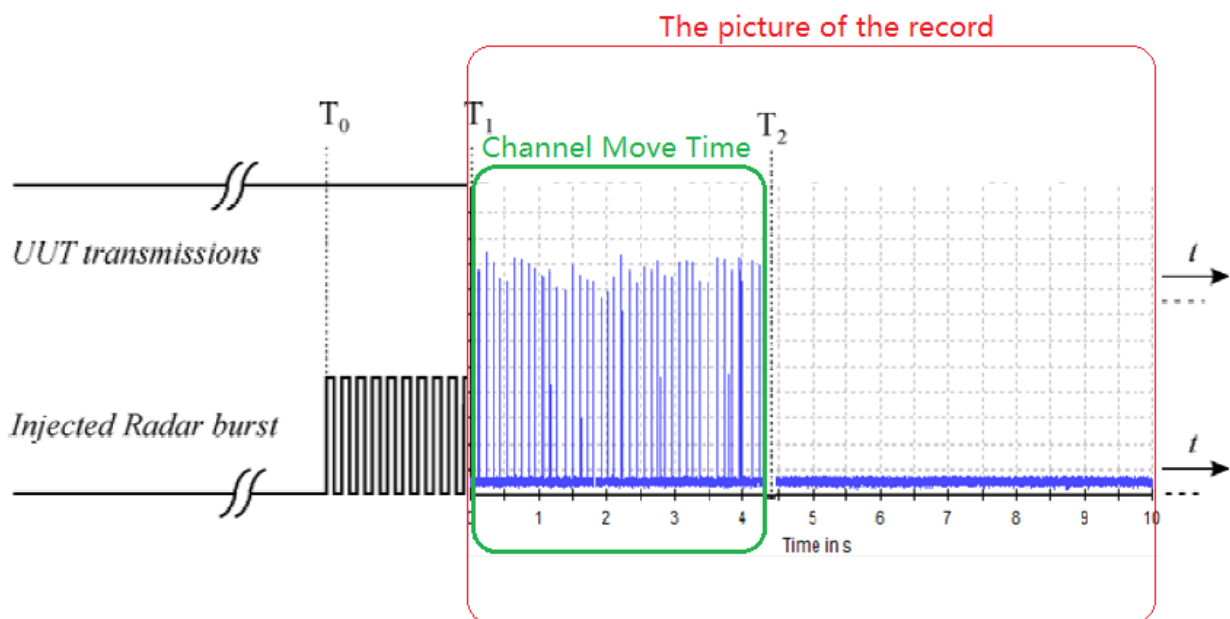 The picture of the record
T0
T1
T2
Channel Move Time
UUT transmissions
t
Injected Radar burst
t
1 2 3 4 5 6 7 8 9 10
Time in s